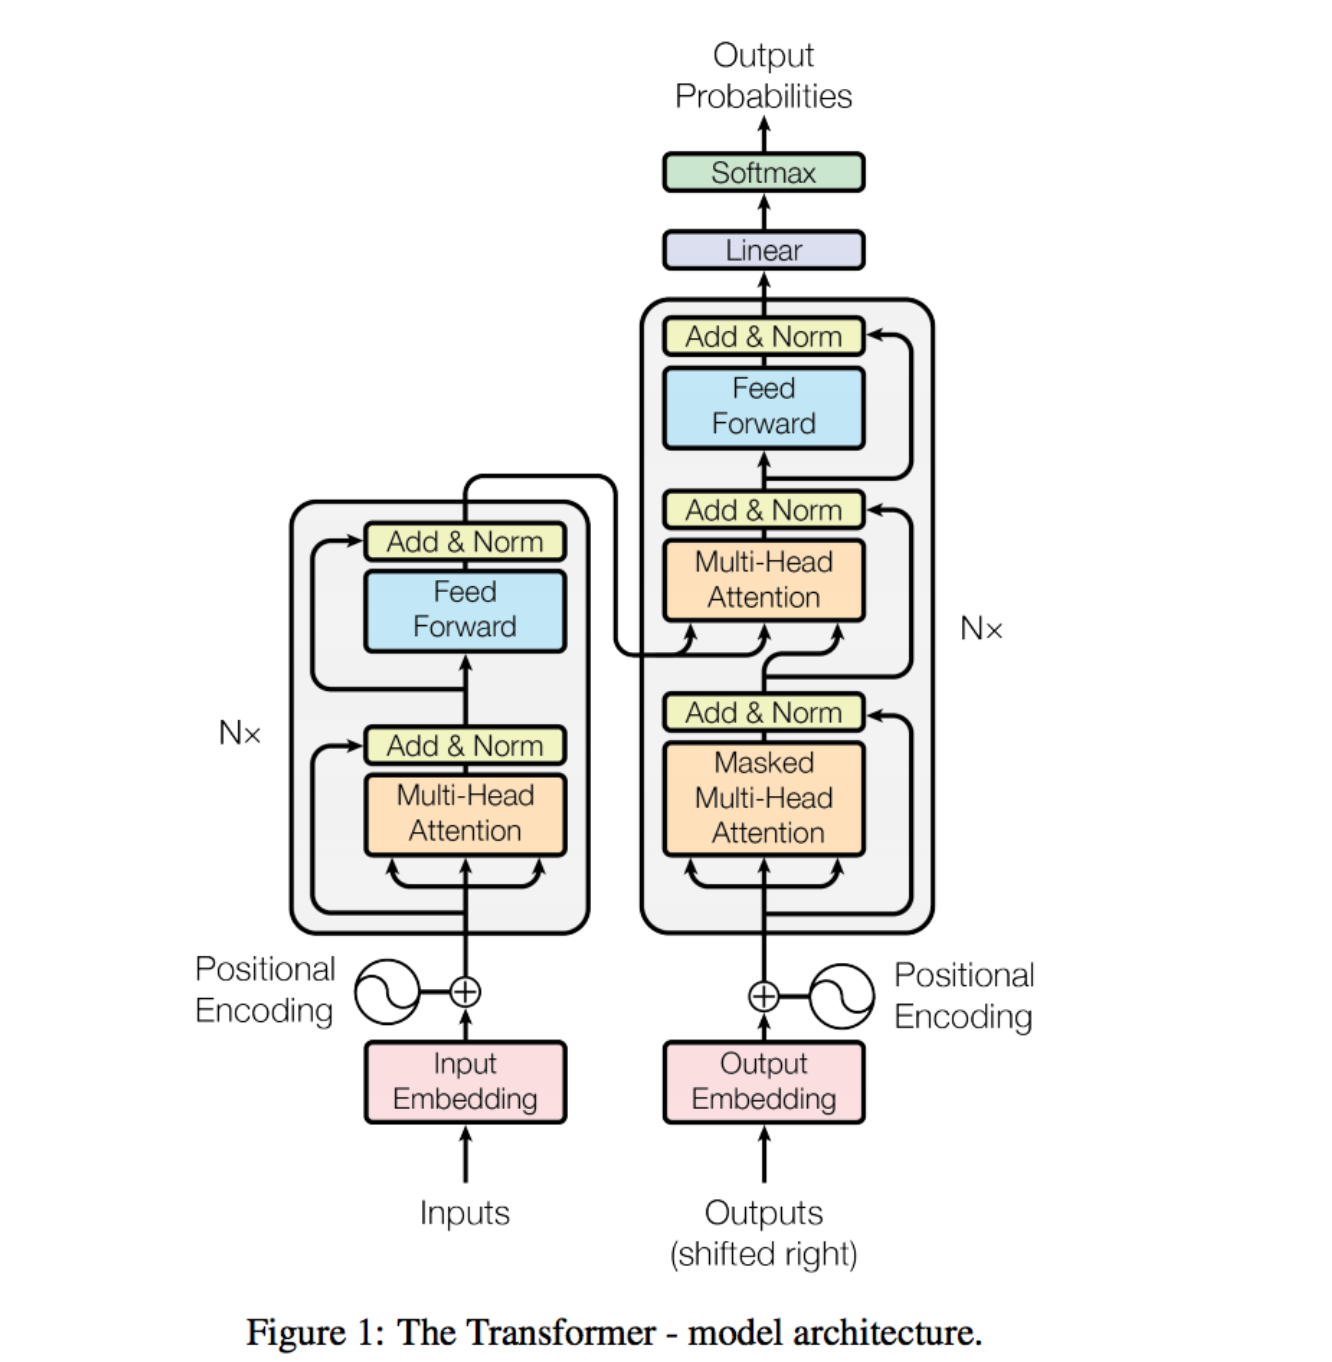 Output
Probabilities
Softmax
Linear
Add & Norm
Feed
Forward
Add & Norm
Multi-Head
Attention
Nx
Add & Norm
Masked
Multi-Head
Attention
Positional
Encoding
Output
Embedding
Outputs
(shifted right)
Add & Norm
Feed
Forward
Nx
Add & Norm
Multi-Head
Attention
Positional
Encoding
Input
Embedding
Inputs
Figure 1: The Transformer - model architecture.